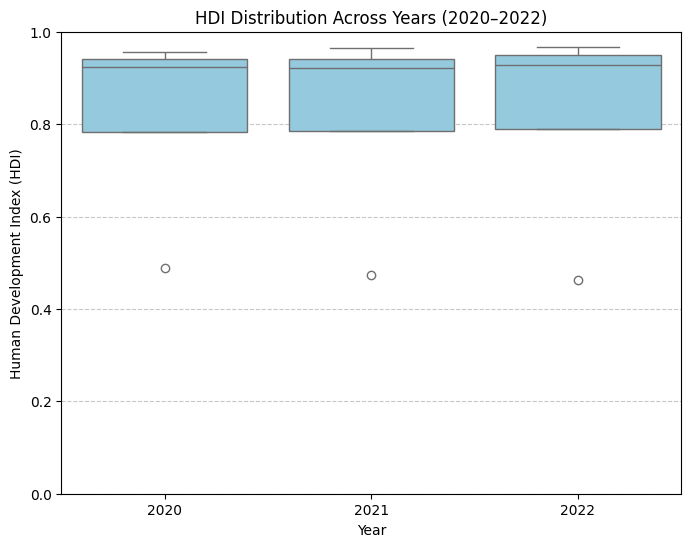 HDI Distribution Across Years (2020–2022)
Human Development Index (HDI)
1.0
0.8
0.6
0.4
0.2
0.0
2020 2021 2022
Year